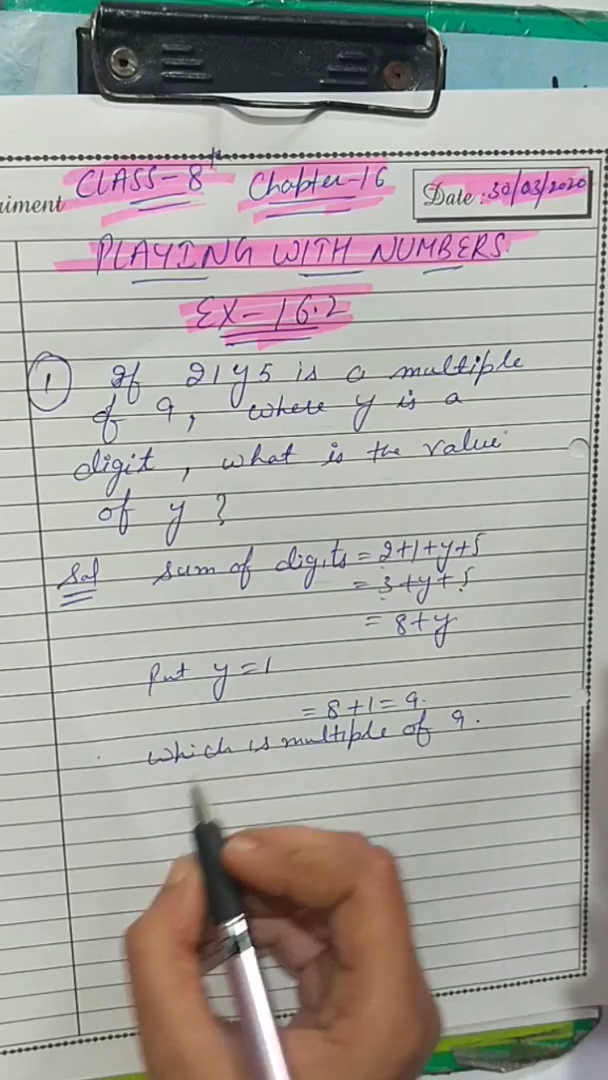 CLASS-8th Chapter-16
iment
Date: 30/03/2020
PLAYING WITH NUMBERS.
EX-16.2
1 If 21y5 is a multiple
of 9, where y is a
digit, what is the value
of y?
Sol sum of digits = 2+1+y+5
= 3+y+5
= 8+y
Put y=1
= 8+1=9.
which is multiple of 9.